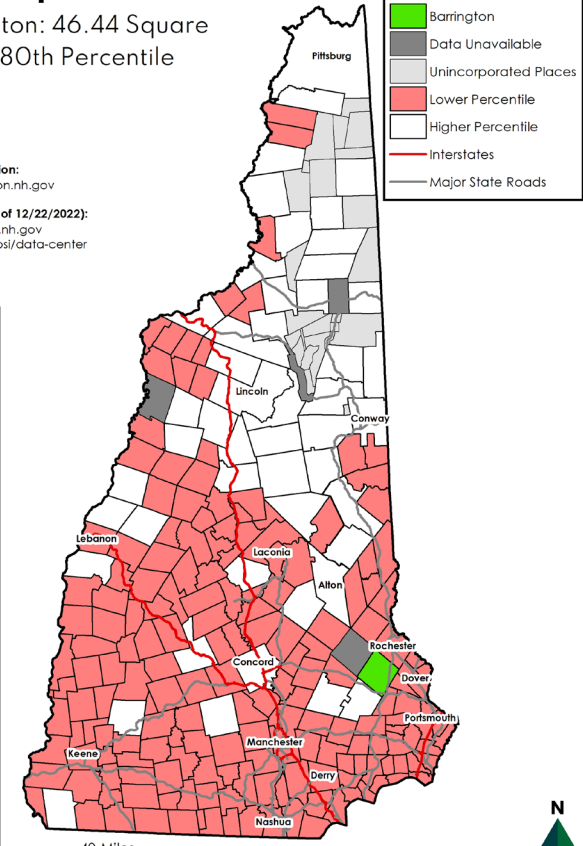 ton: 46.44 Square
80th Percentile
ion:
on.nh.gov
of 12/22/2022):
.nh.gov
osi/data-center
Barrington
Data Unavailable
Unincorporated Places
Lower Percentile
Higher Percentile
Interstates
Major State Roads
Pittsburg
Lincoln
Conway
Lebanon
Laconia
Alton
Rochester
Concord
Dover
Portsmouth
Manchester
Keene
Derry
Nashua
N